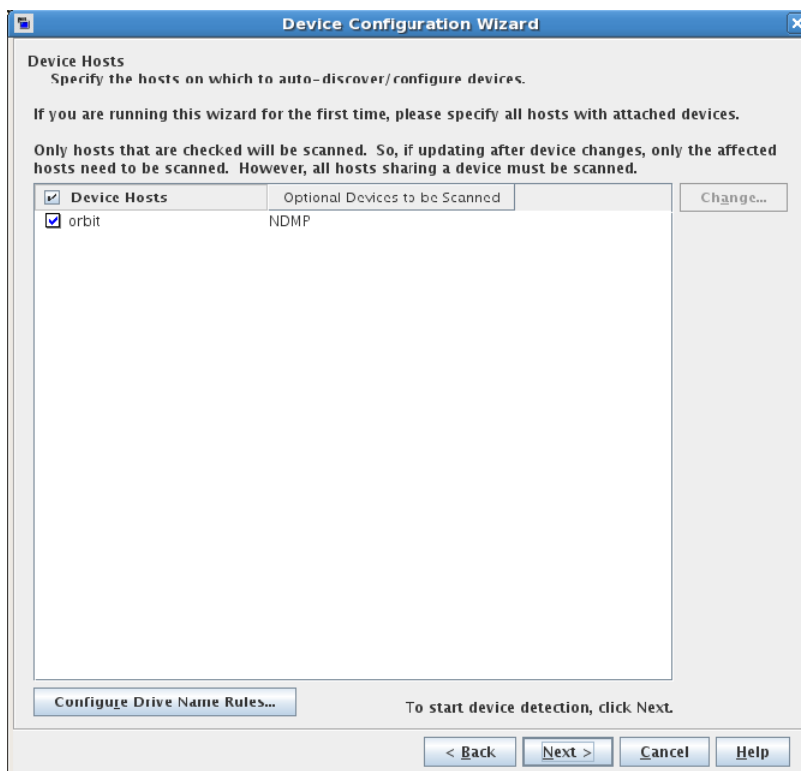 Device Configuration Wizard
Device Hosts
Specify the hosts on which to auto-discover/configure devices.
If you are running this wizard for the first time, please specify all hosts with attached devices.
Only hosts that are checked will be scanned. So, if updating after device changes, only the affected
hosts need to be scanned. However, all hosts sharing a device must be scanned.
Device Hosts Optional Devices to be Scanned Change...
orbit NDMP
Configure Drive Name Rules... To start device detection, click Next.
< Back Next > Cancel Help